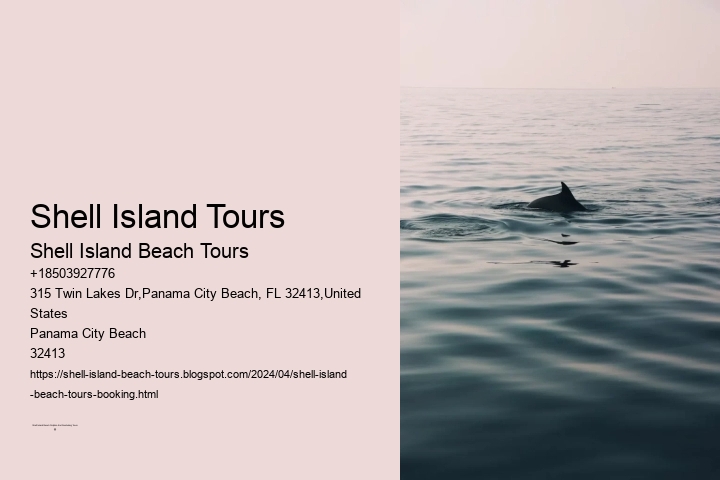 Shell Island Tours
Shell Island Beach Tours
+18503927776
315 Twin Lakes Dr,Panama City Beach, FL 32413,United
States
Panama City Beach
32413
https://shell-island-beach-tours.blogspot.com/2024/04/shell-island
-beach-tours-booking.html